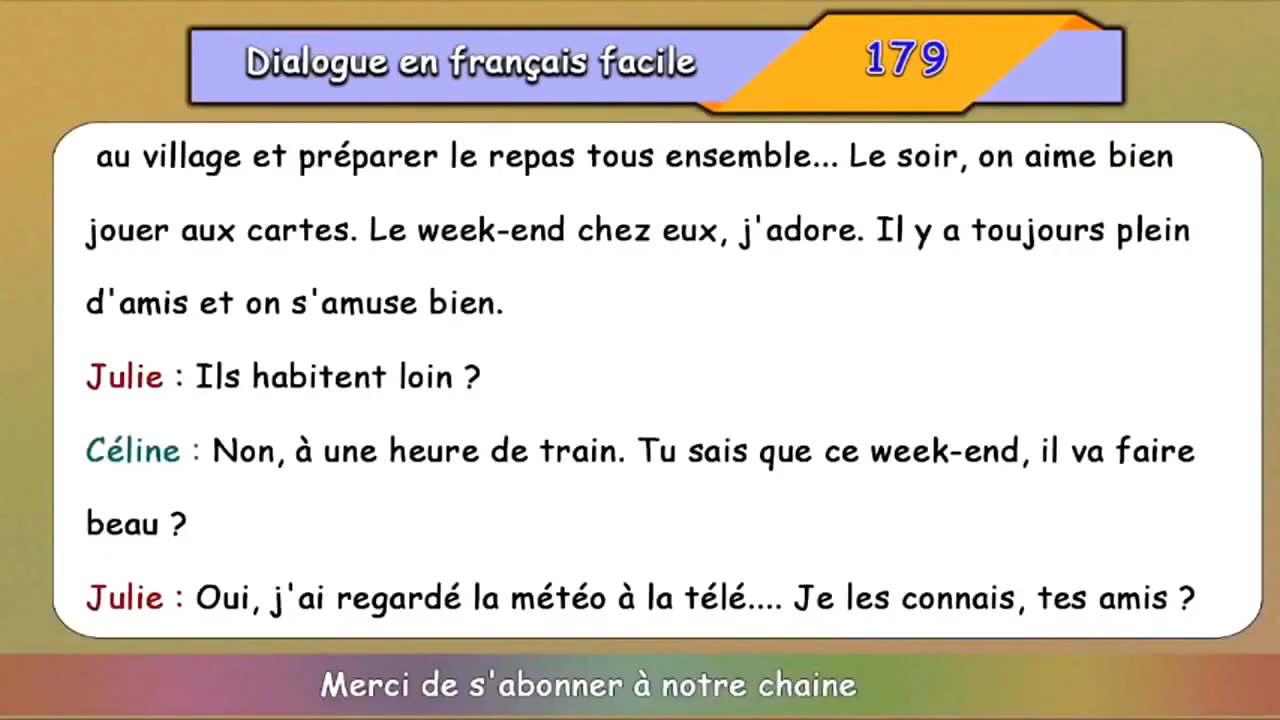 Dialogue en français facile 179
au village et préparer le repas tous ensemble... Le soir, on aime bien
jouer aux cartes. Le week-end chez eux, j'adore. Il y a toujours plein
d'amis et on s'amuse bien.
Julie : Ils habitent loin ?
Céline : Non, à une heure de train. Tu sais que ce week-end, il va faire
beau ?
Julie : Oui, j'ai regardé la météo à la télé.... Je les connais, tes amis ?
Merci de s'abonner à notre chaine